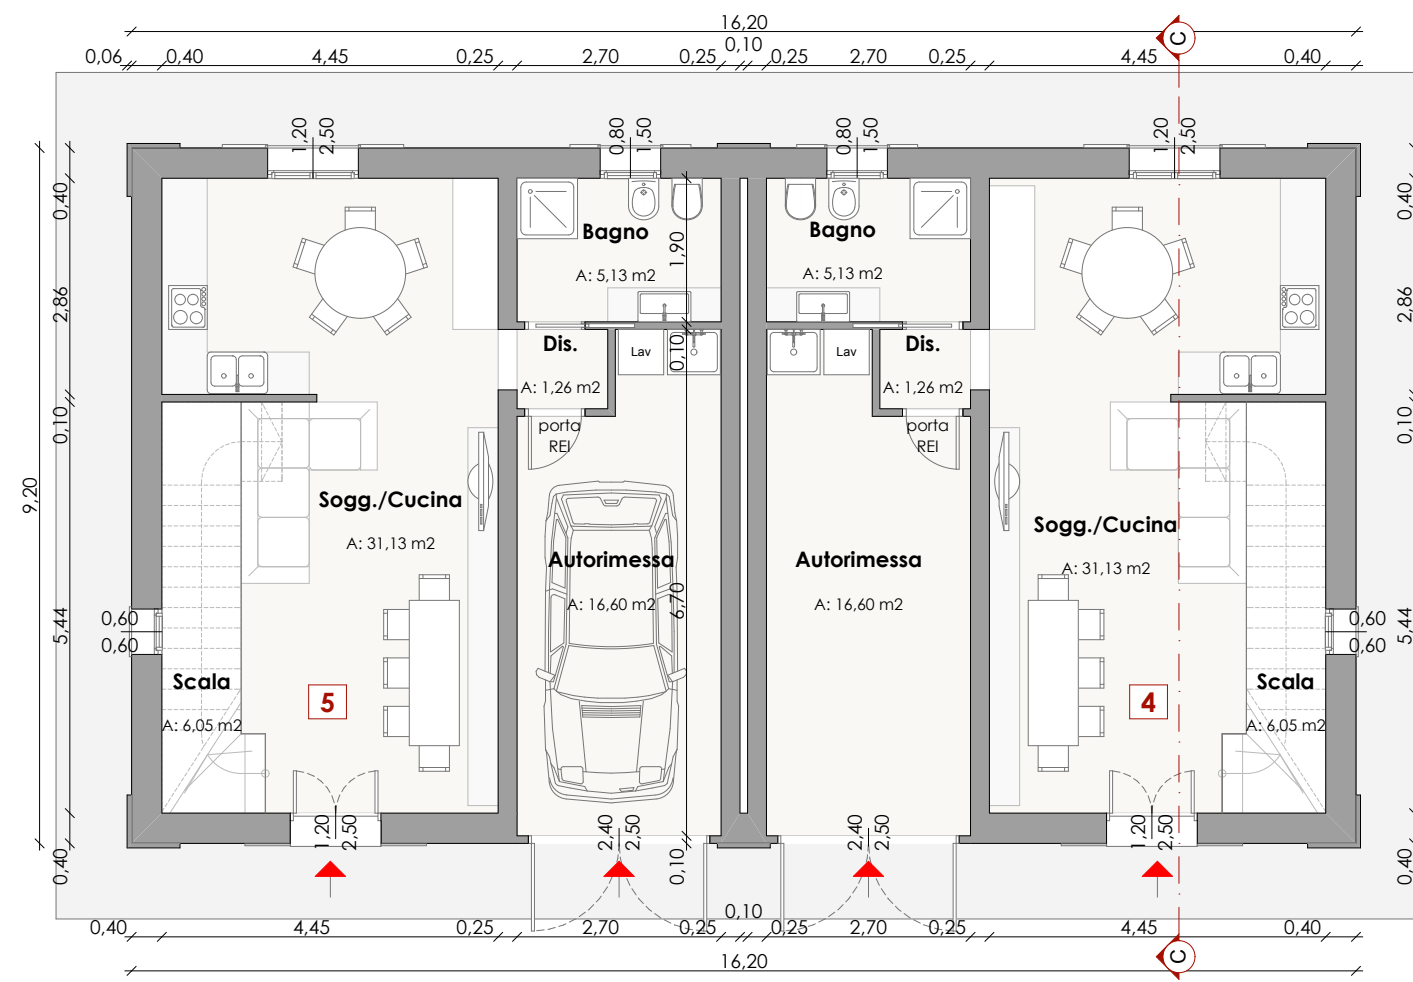 16,20
0,06
0,40
4,45
0,25
2,70
0,25
0,10
0,25
2,70
0,25
4,45
0,40
C
1,20
2,50
0,80
1,50
0,80
1,50
1,20
2,50
0,40
2,86
0,10
5,44
0,40
9,20
Bagno
A: 5,13 m2
1,90
Bagno
A: 5,13 m2
Dis.
A: 1,26 m2
Lav
0,10
Lav
Dis.
A: 1,26 m2
porta
REI
porta
REI
Sogg./Cucina
A: 31,13 m2
Autorimessa
A: 16,60 m2
6,70
Autorimessa
A: 16,60 m2
Sogg./Cucina
A: 31,13 m2
0,60
0,60
0,60
0,60
Scala
A: 6,05 m2
5
4
Scala
A: 6,05 m2
1,20
2,50
2,40
2,50
0,10
2,40
2,50
1,20
2,50
0,40
2,86
0,10
5,44
0,40
0,40
4,45
0,25
2,70
0,25
0,10
0,25
2,70
0,25
4,45
0,40
C
16,20